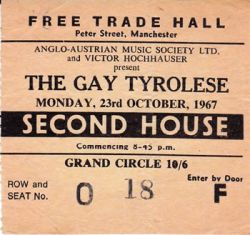 FREE TRADE HALL
Peter Street, Manchester
ANGLO-AUSTRIAN MUSIC SOCIETY LTD.
and VICTOR HOCHHAUSER
present
THE GAY TYROLESE
MONDAY, 23rd OCTOBER, 1967
SECOND HOUSE
Commencing 8-45 p.m.
GRAND CIRCLE 10/6
ROW and SEAT No. O 18 Enter by Door F